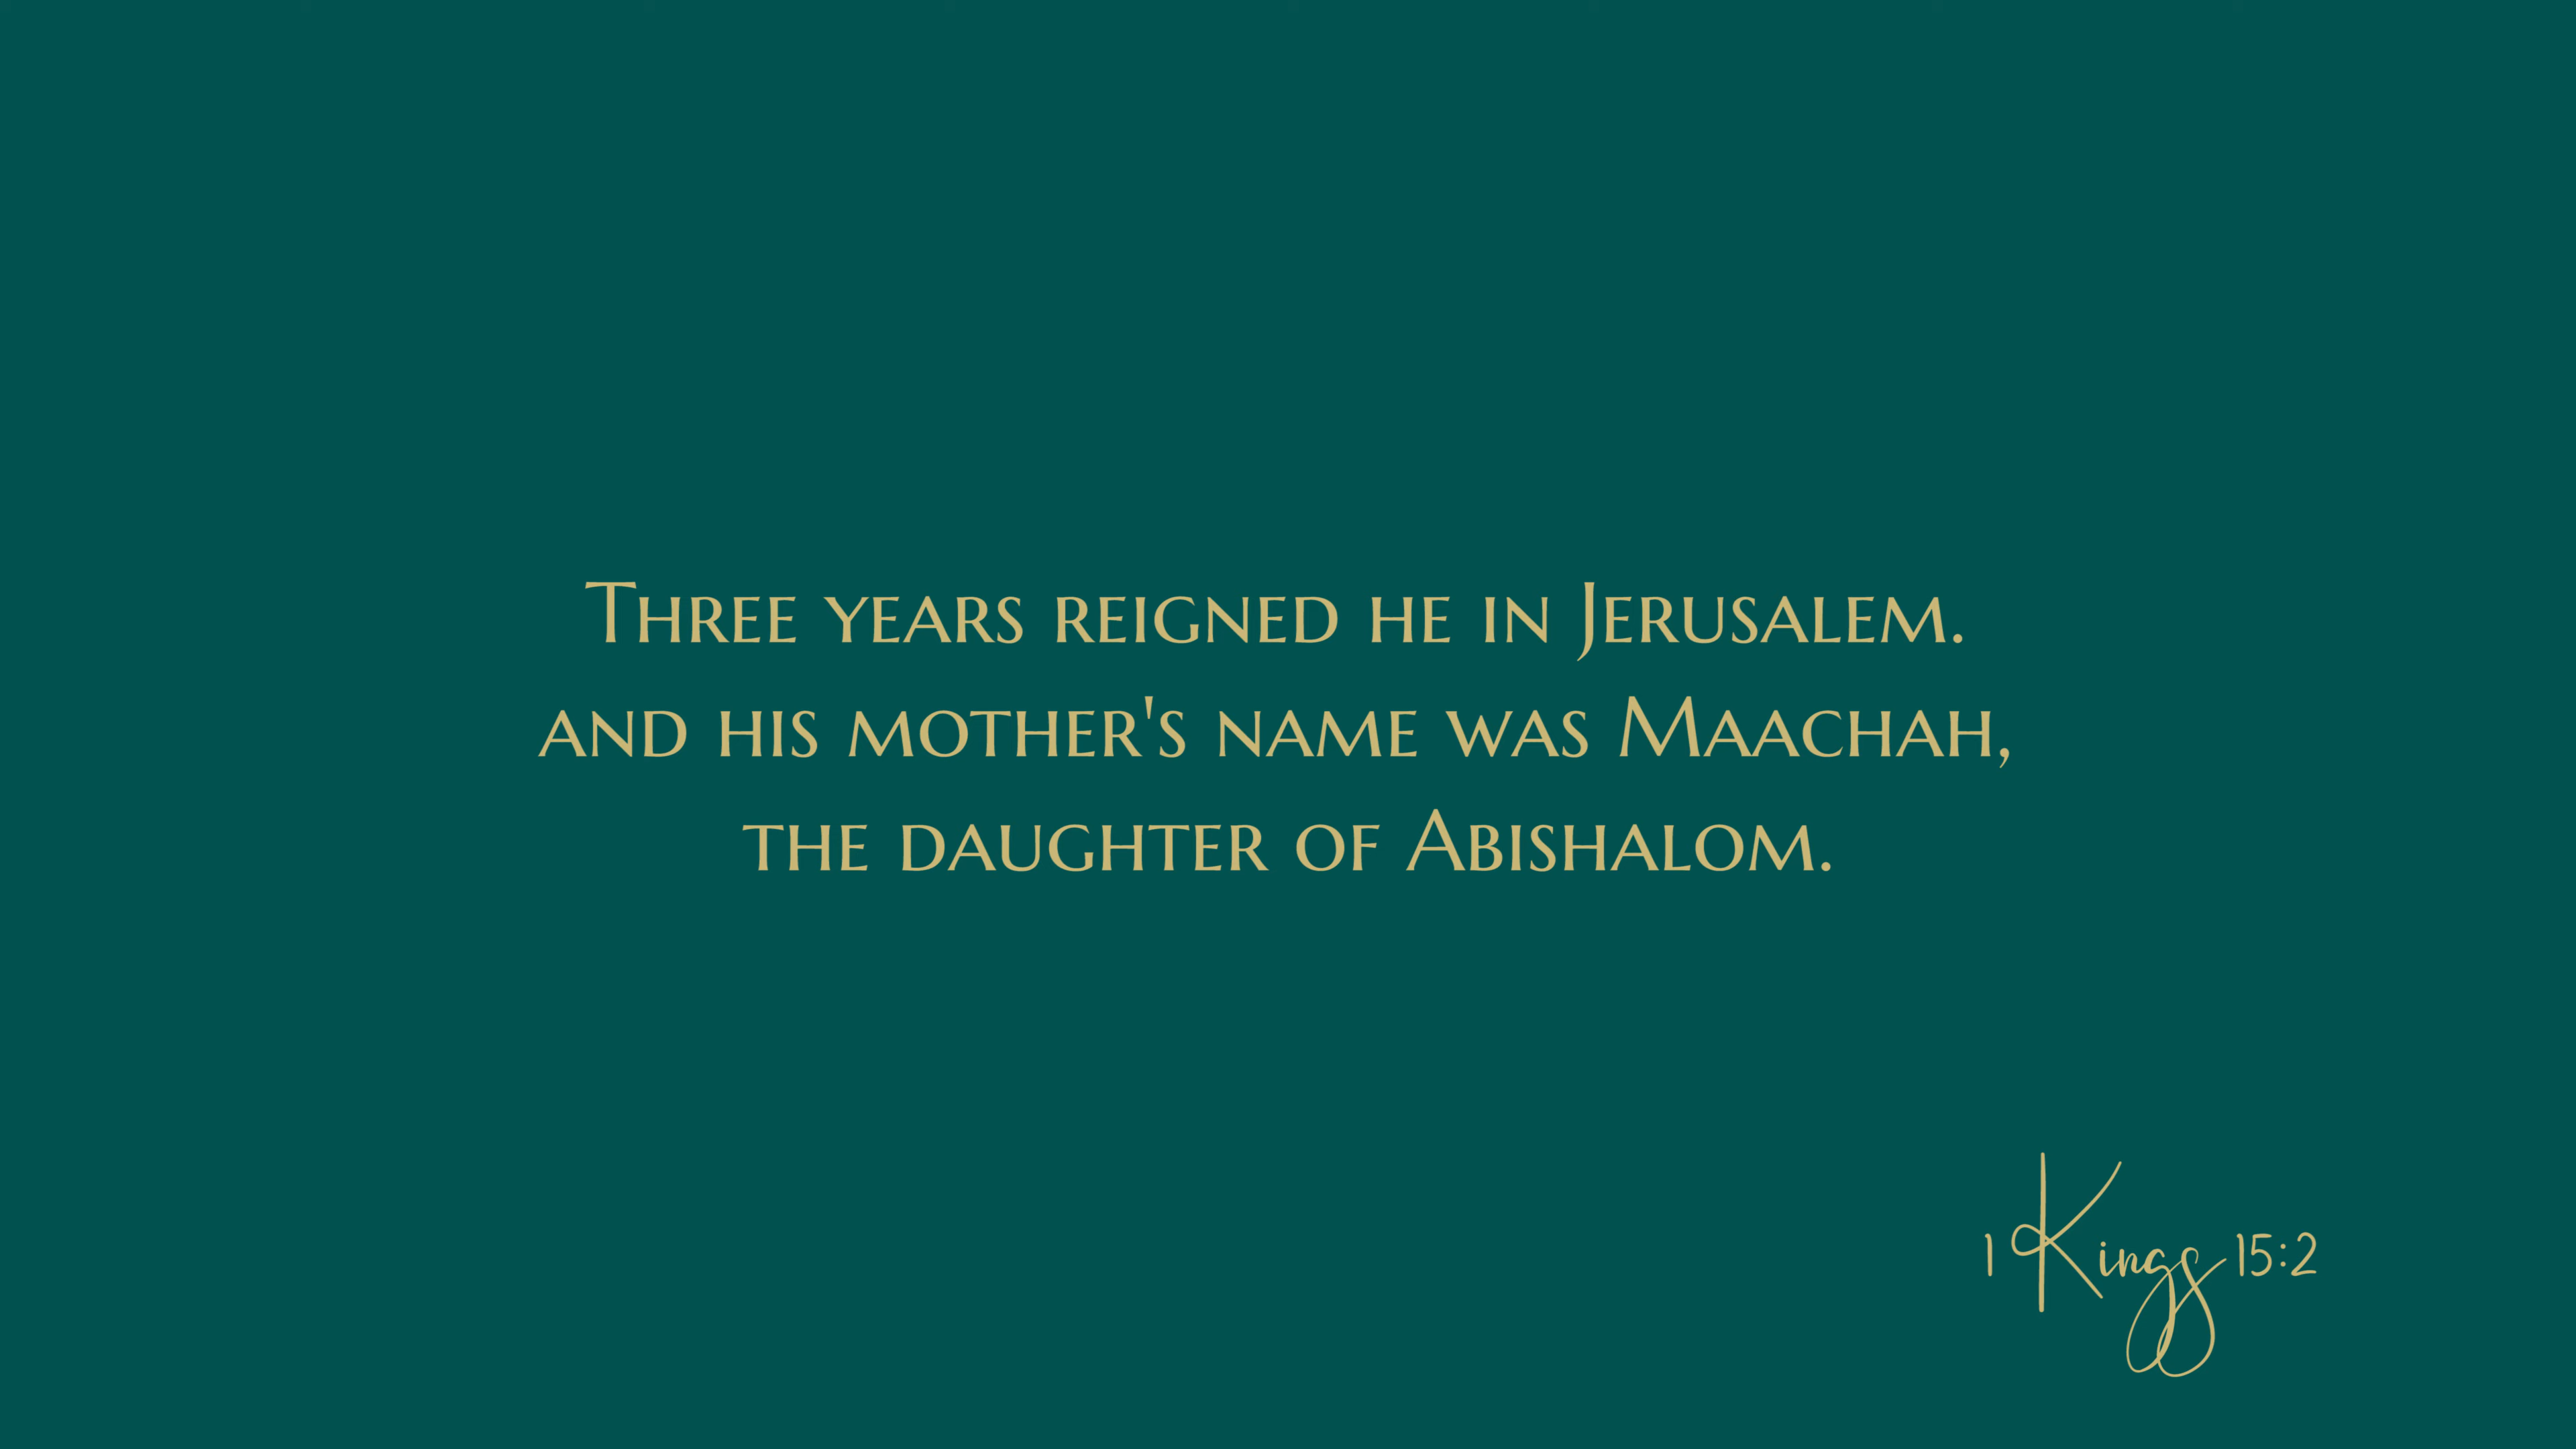 Three years reigned he in Jerusalem.
and his mother's name was Maachah,
the daughter of Abishalom.
1 Kings 15:2